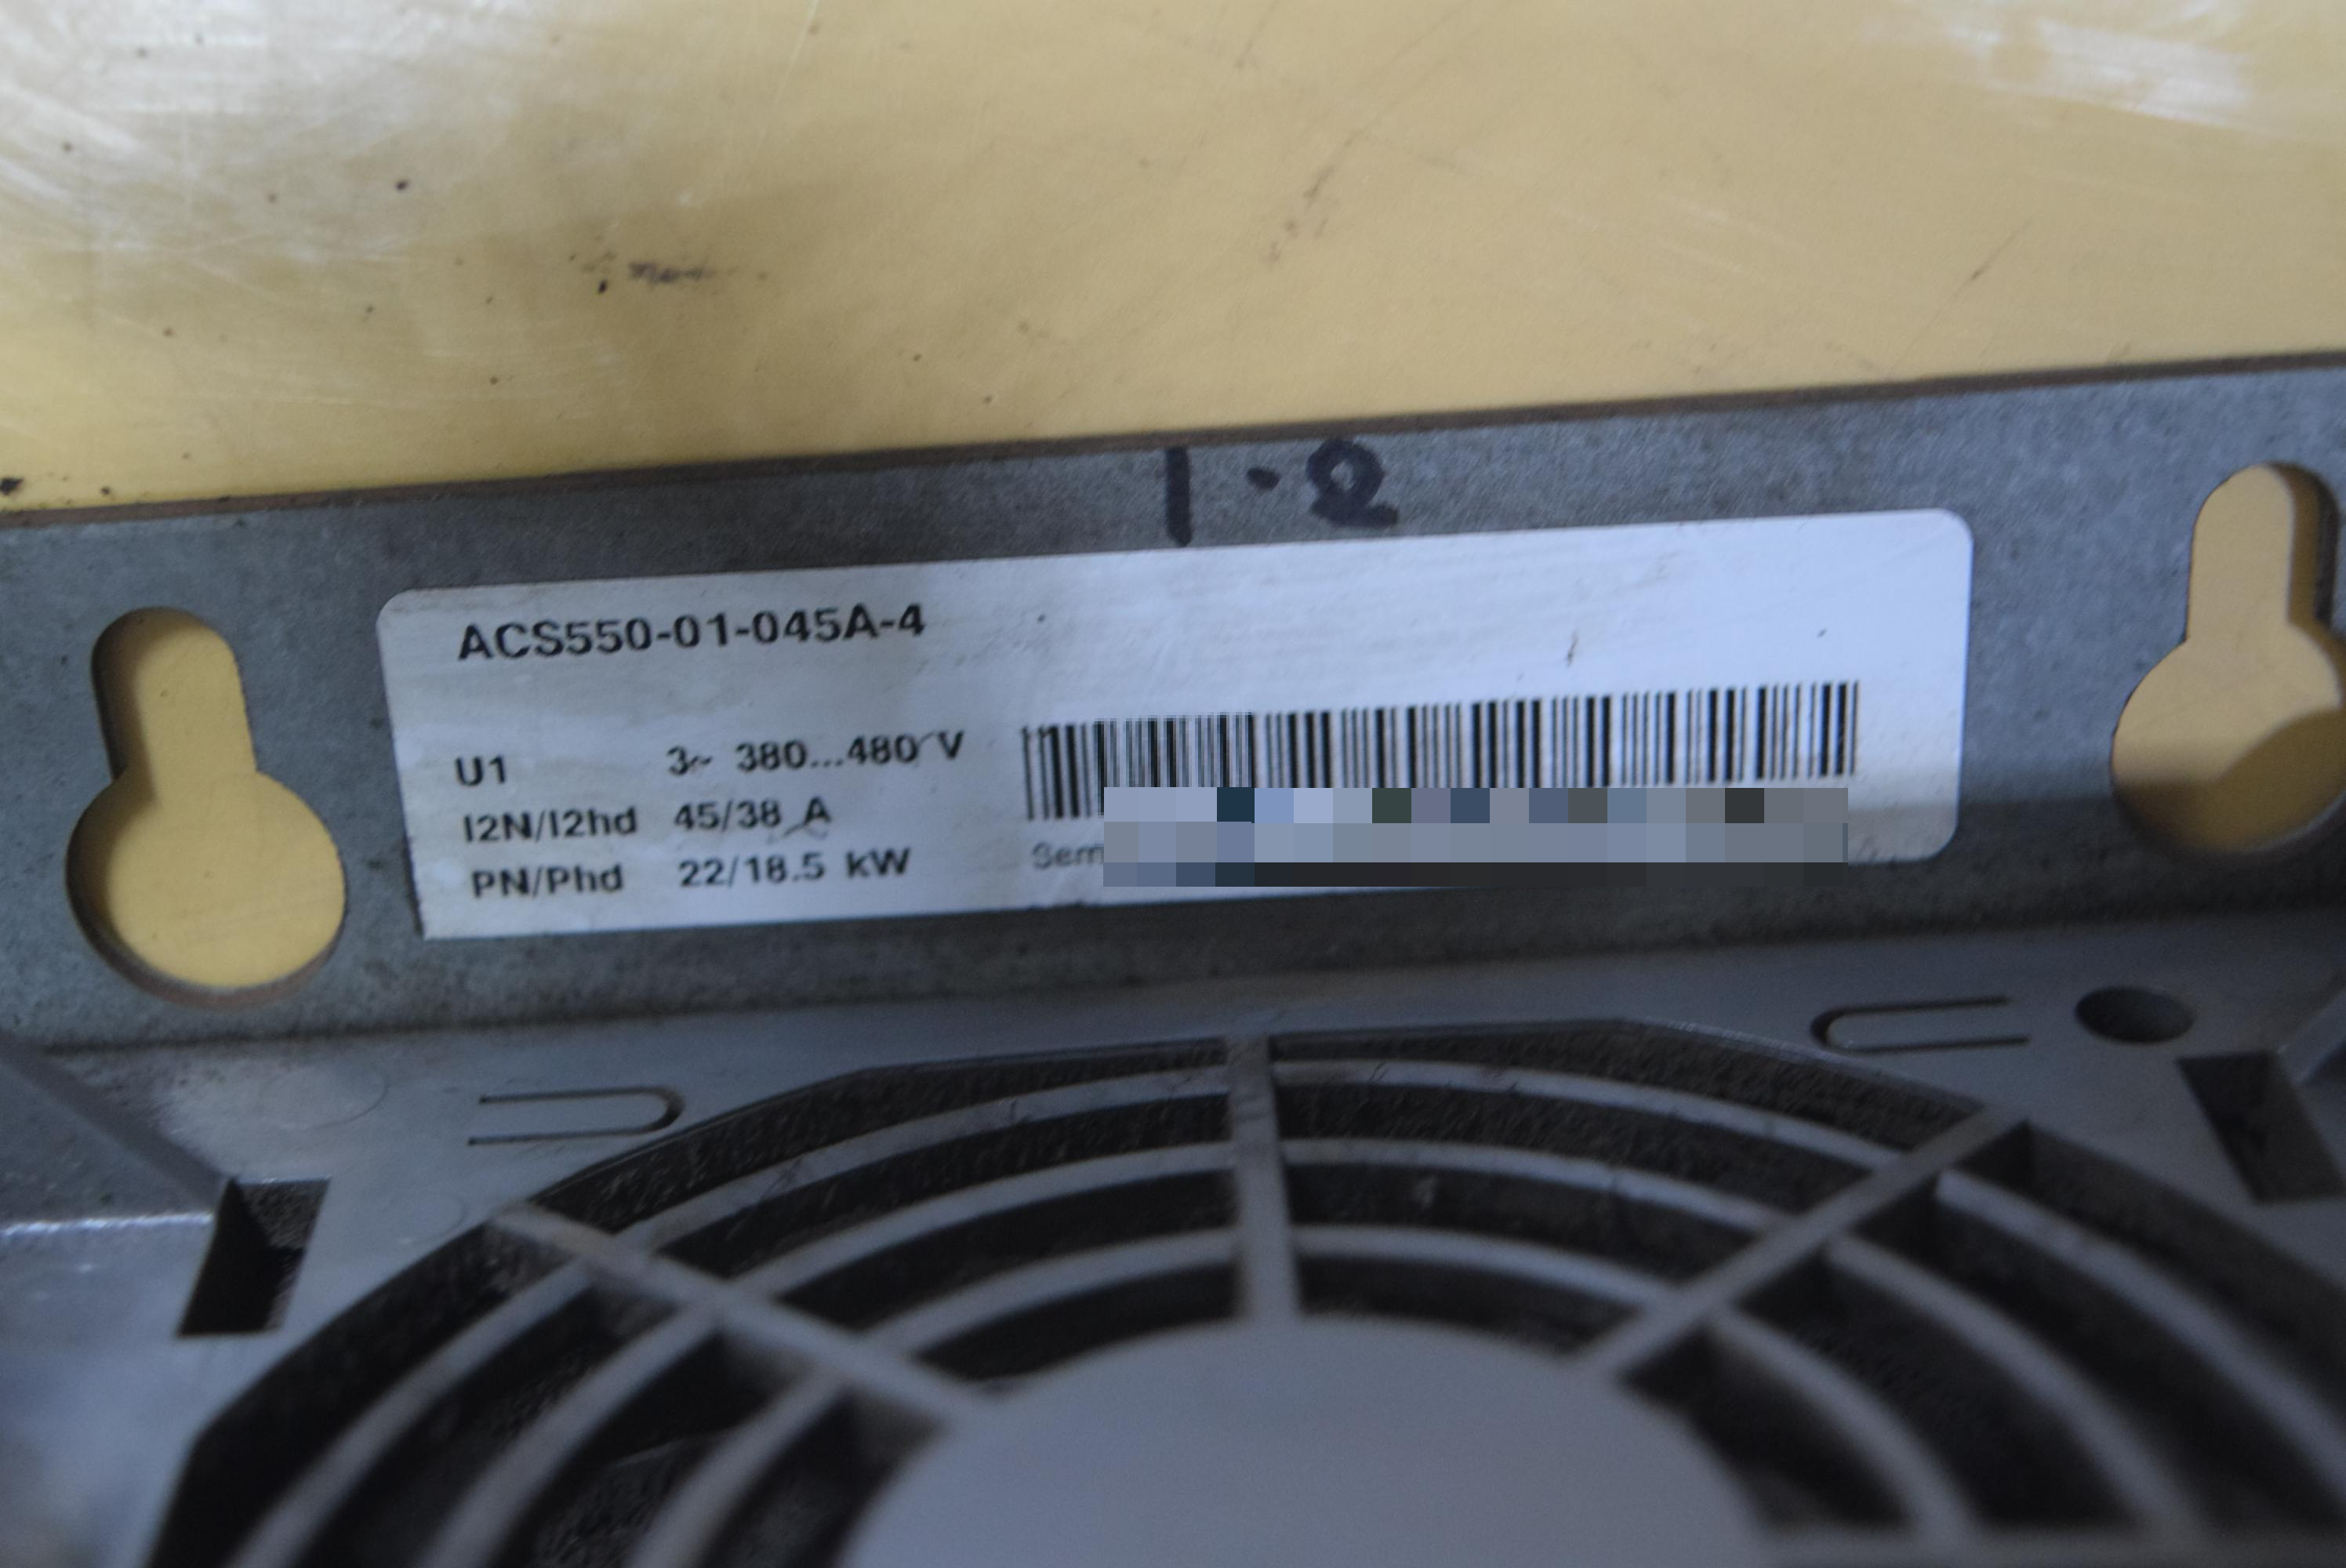 1.2
ACS550-01-045A-4
U1 3~ 380...480 V
I2N/I2hd 45/38 A
PN/Phd 22/18.5 kW